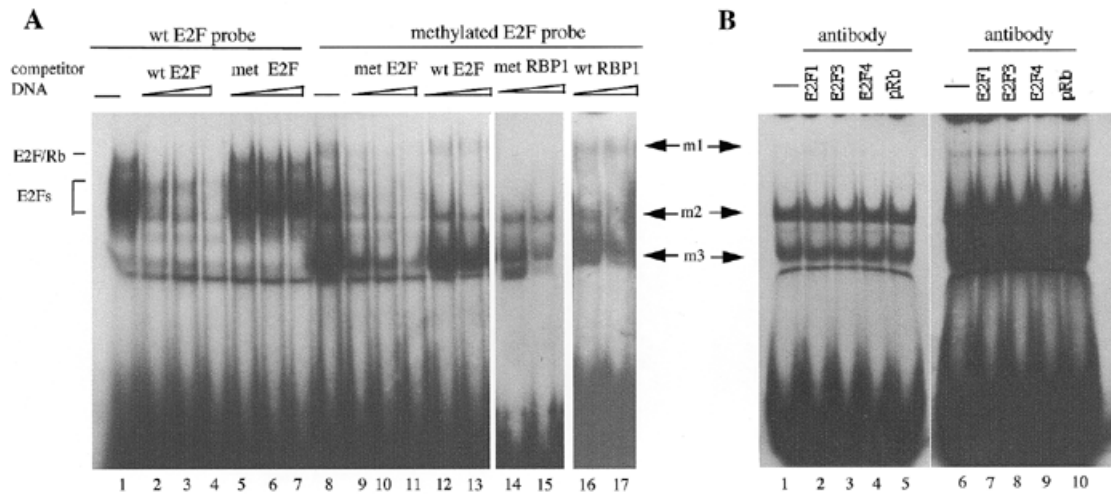 A
B
wt E2F probe
methylated E2F probe
antibody
antibody
competitor
DNA
wt E2F
met E2F
met E2F
wt E2F
met RBP1
wt RBP1
— E2F1 E2F3 E2F4 pRb
— E2F1 E2F3 E2F4 pRb
E2F/Rb
E2Fs
m1
m2
m3
1 2 3 4 5 6 7 8 9 10 11 12 13 14 15 16 17
1 2 3 4 5 6 7 8 9 10